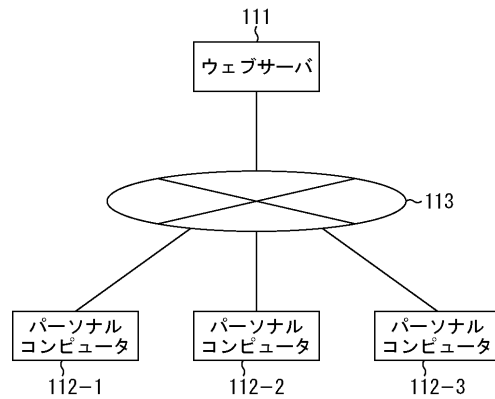 111
ウェブサーバ
113
パーソナル
コンピュータ
パーソナル
コンピュータ
パーソナル
コンピュータ
112-1
112-2
112-3